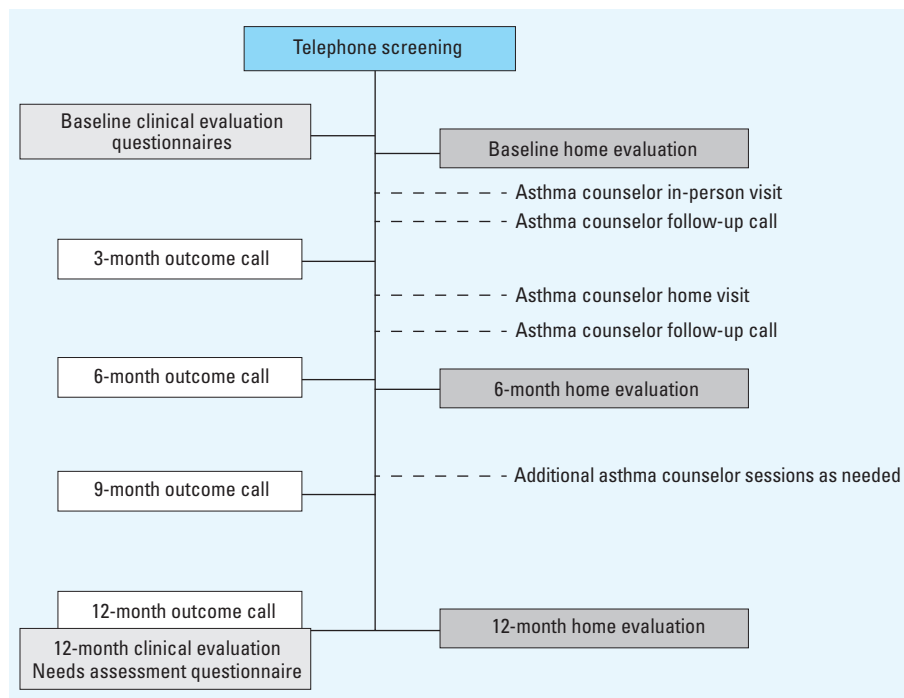 Telephone screening
Baseline clinical evaluation
questionnaires
Baseline home evaluation
Asthma counselor in-person visit
Asthma counselor follow-up call
3-month outcome call
Asthma counselor home visit
Asthma counselor follow-up call
6-month outcome call
6-month home evaluation
Additional asthma counselor sessions as needed
9-month outcome call
12-month outcome call
12-month clinical evaluation
Needs assessment questionnaire
12-month home evaluation